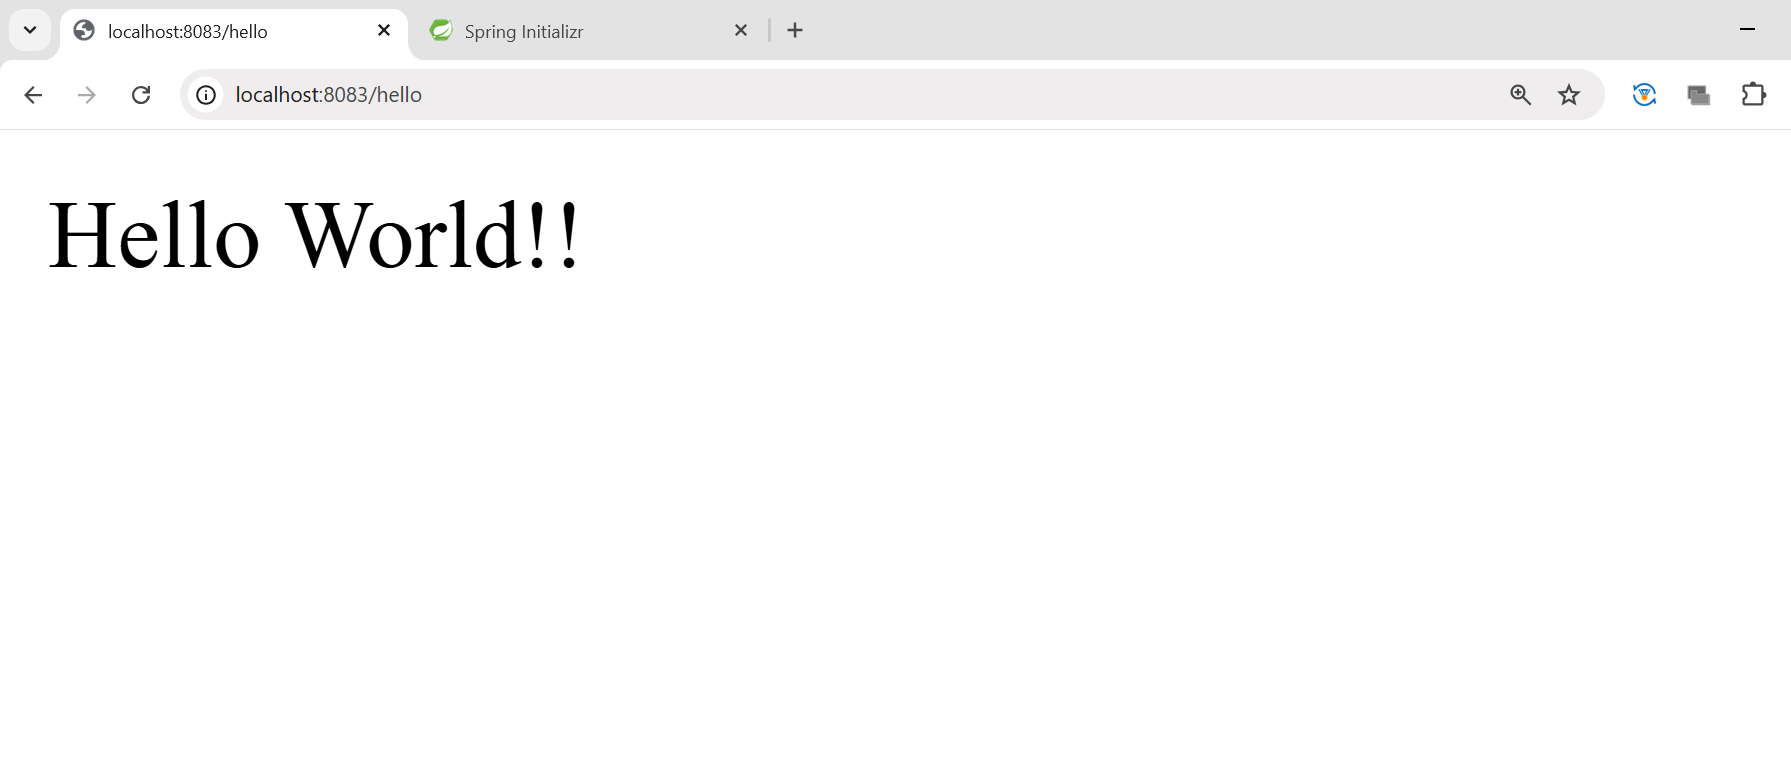 localhost:8083/hello
Spring Initializr
localhost:8083/hello
Hello World!!